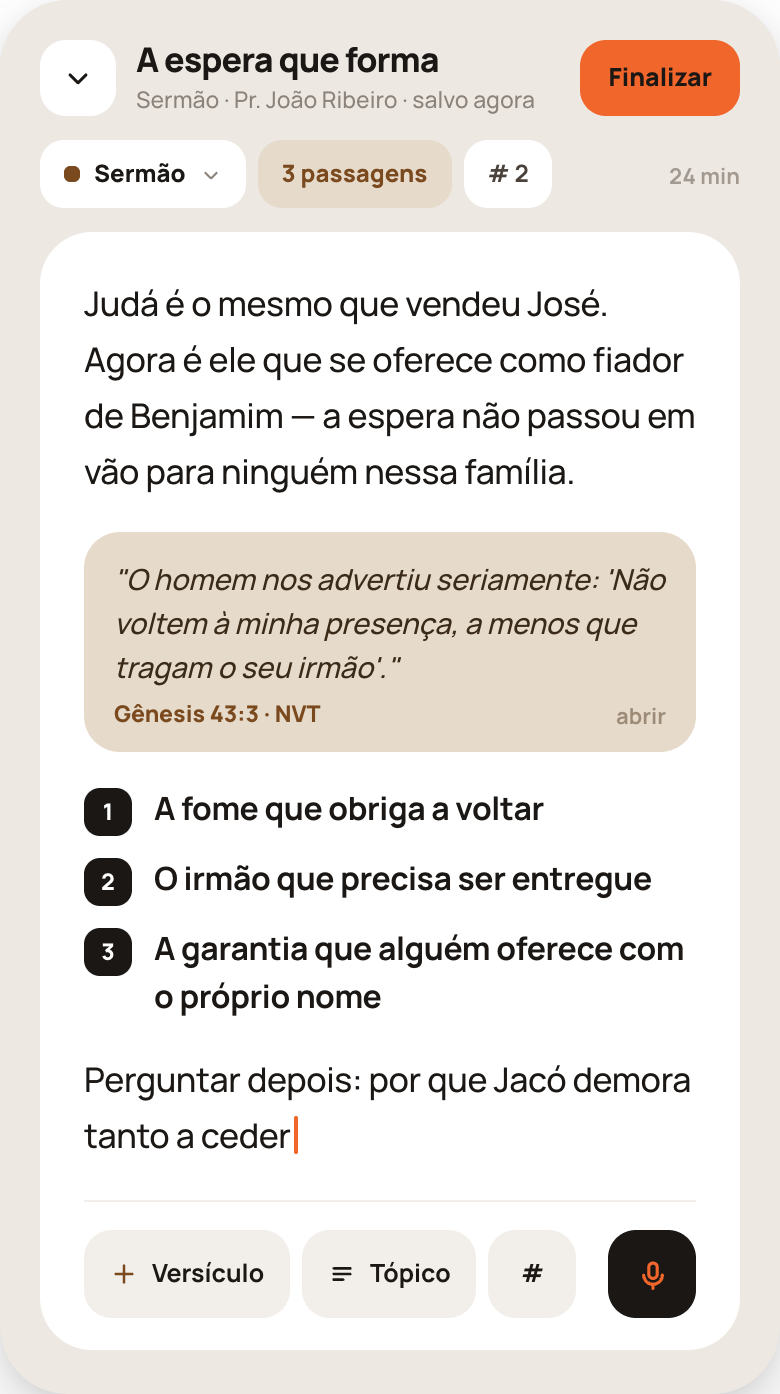 A espera que forma
Sermão · Pr. João Ribeiro · salvo agora
Finalizar
Sermão
3 passagens
# 2
24 min
Judá é o mesmo que vendeu José.
Agora é ele que se oferece como fiador
de Benjamim — a espera não passou em
vão para ninguém nessa família.
"O homem nos advertiu seriamente: 'Não
voltem à minha presença, a menos que
tragam o seu irmão'."
Gênesis 43:3 · NVT
abrir
1 A fome que obriga a voltar
2 O irmão que precisa ser entregue
3 A garantia que alguém oferece com
o próprio nome
Perguntar depois: por que Jacó demora
tanto a ceder
Versículo
Tópico
#